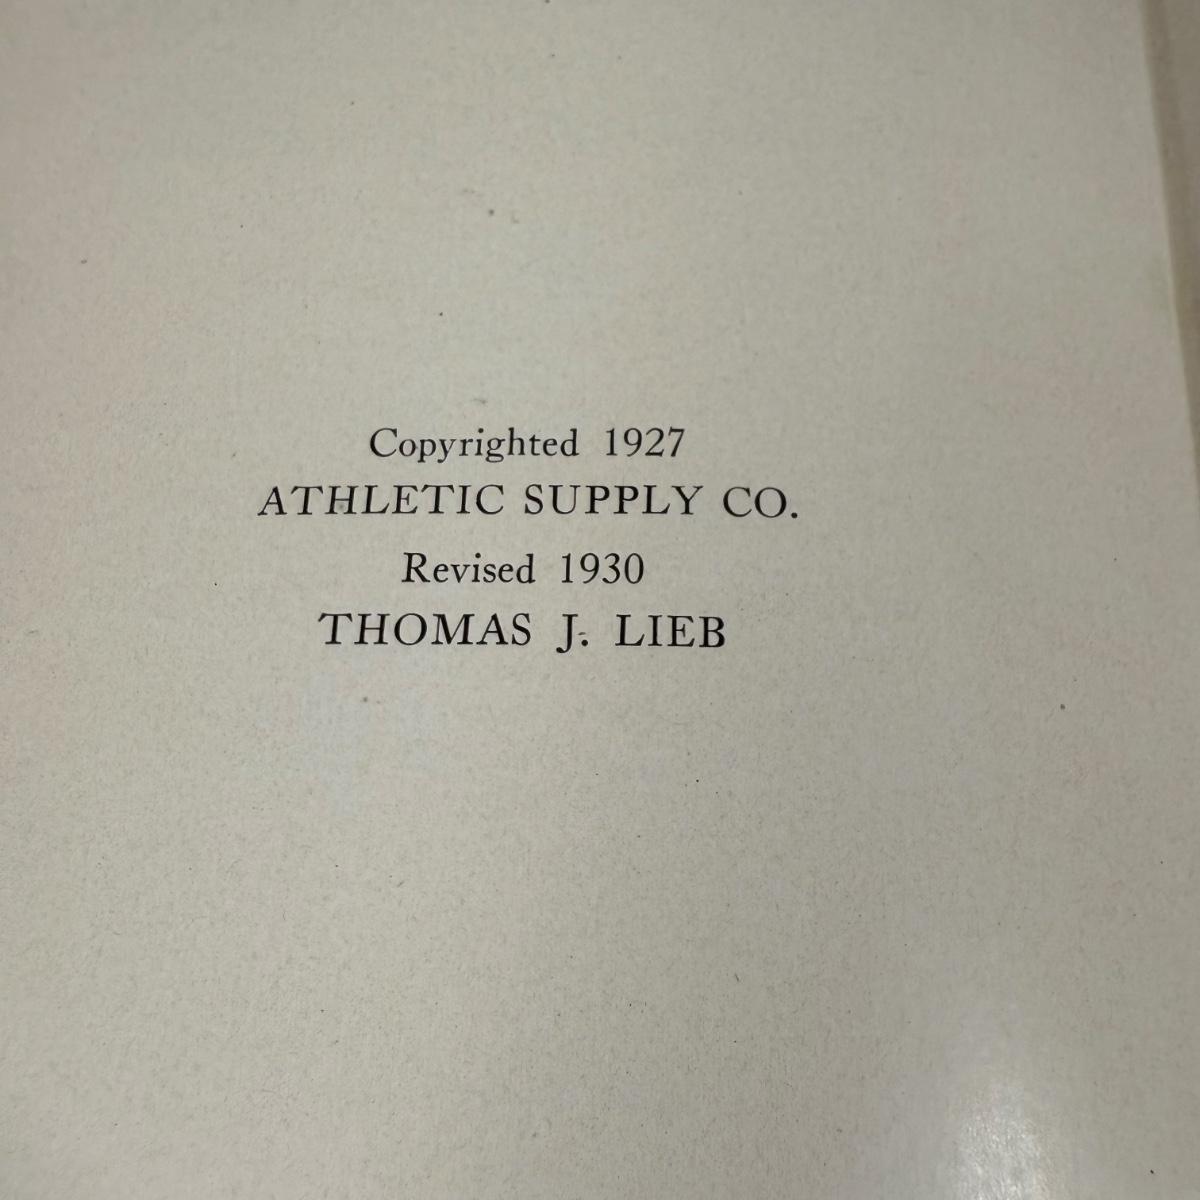 Copyrighted 1927
ATHLETIC SUPPLY CO.
Revised 1930
THOMAS J. LIEB